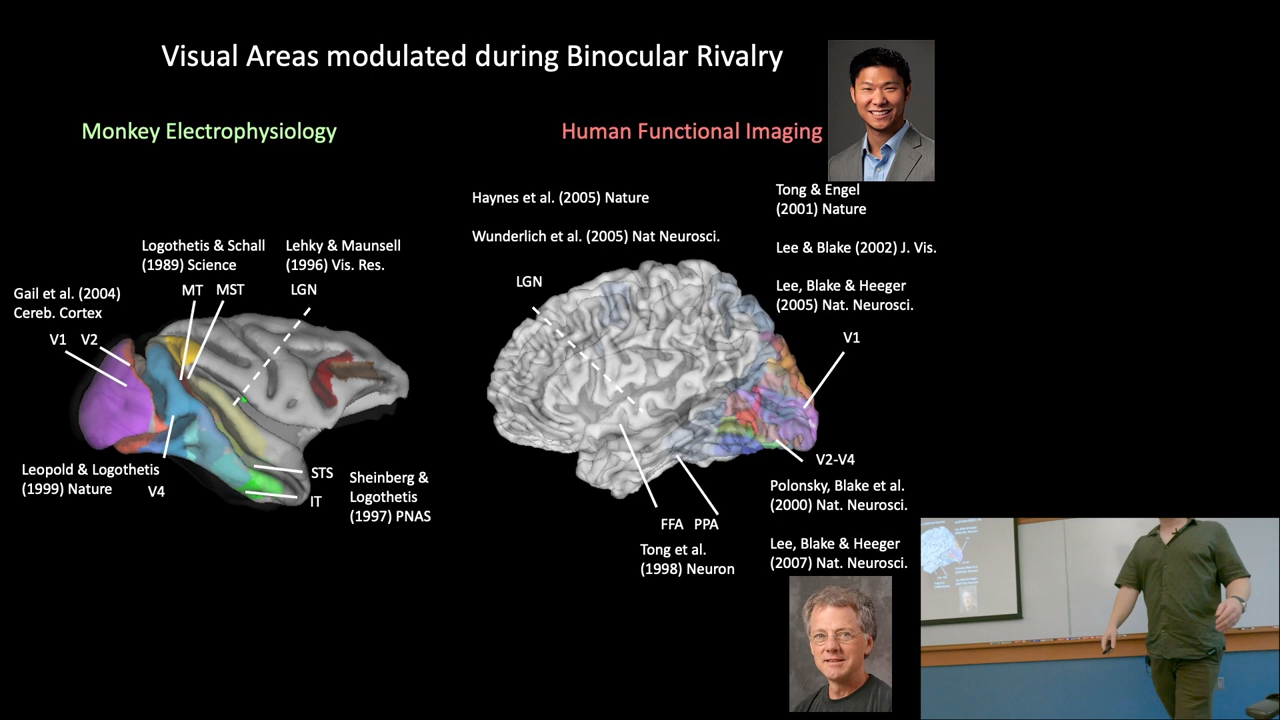 Visual Areas modulated during Binocular Rivalry
Monkey Electrophysiology
Logothetis & Schall
(1989) Science
MT
MST
Lehky & Maunsell
(1996) Vis. Res.
LGN
Gail et al. (2004)
Cereb. Cortex
V1
V2
Leopold & Logothetis
(1999) Nature
V4
STS
IT
Sheinberg &
Logothetis
(1997) PNAS
Human Functional Imaging
Haynes et al. (2005) Nature
Wunderlich et al. (2005) Nat Neurosci.
LGN
Tong & Engel
(2001) Nature
Lee & Blake (2002) J. Vis.
Lee, Blake & Heeger
(2005) Nat. Neurosci.
V1
V2-V4
Polonsky, Blake et al.
(2000) Nat. Neurosci.
Lee, Blake & Heeger
(2007) Nat. Neurosci.
FFA
PPA
Tong et al.
(1998) Neuron